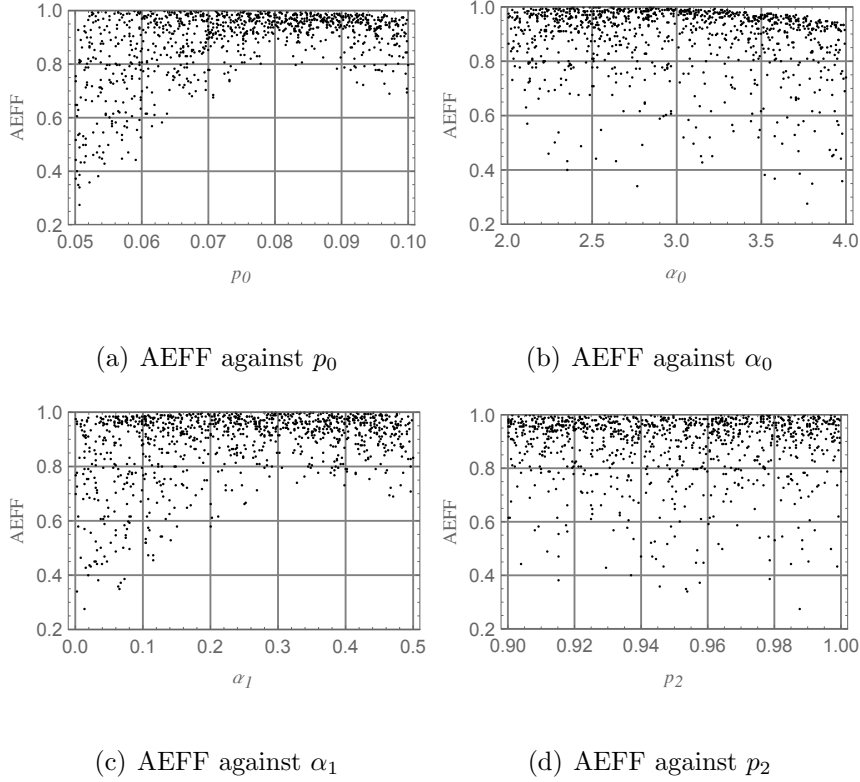 1.0
0.8
0.6
0.4
0.2
AEFF
0.05 0.06 0.07 0.08 0.09 0.10
p0
(a) AEFF against p0
1.0
0.8
0.6
0.4
0.2
AEFF
2.0 2.5 3.0 3.5 4.0
α0
(b) AEFF against α0
1.0
0.8
0.6
0.4
0.2
AEFF
0.0 0.1 0.2 0.3 0.4 0.5
α1
(c) AEFF against α1
1.0
0.8
0.6
0.4
0.2
AEFF
0.90 0.92 0.94 0.96 0.98 1.00
p2
(d) AEFF against p2